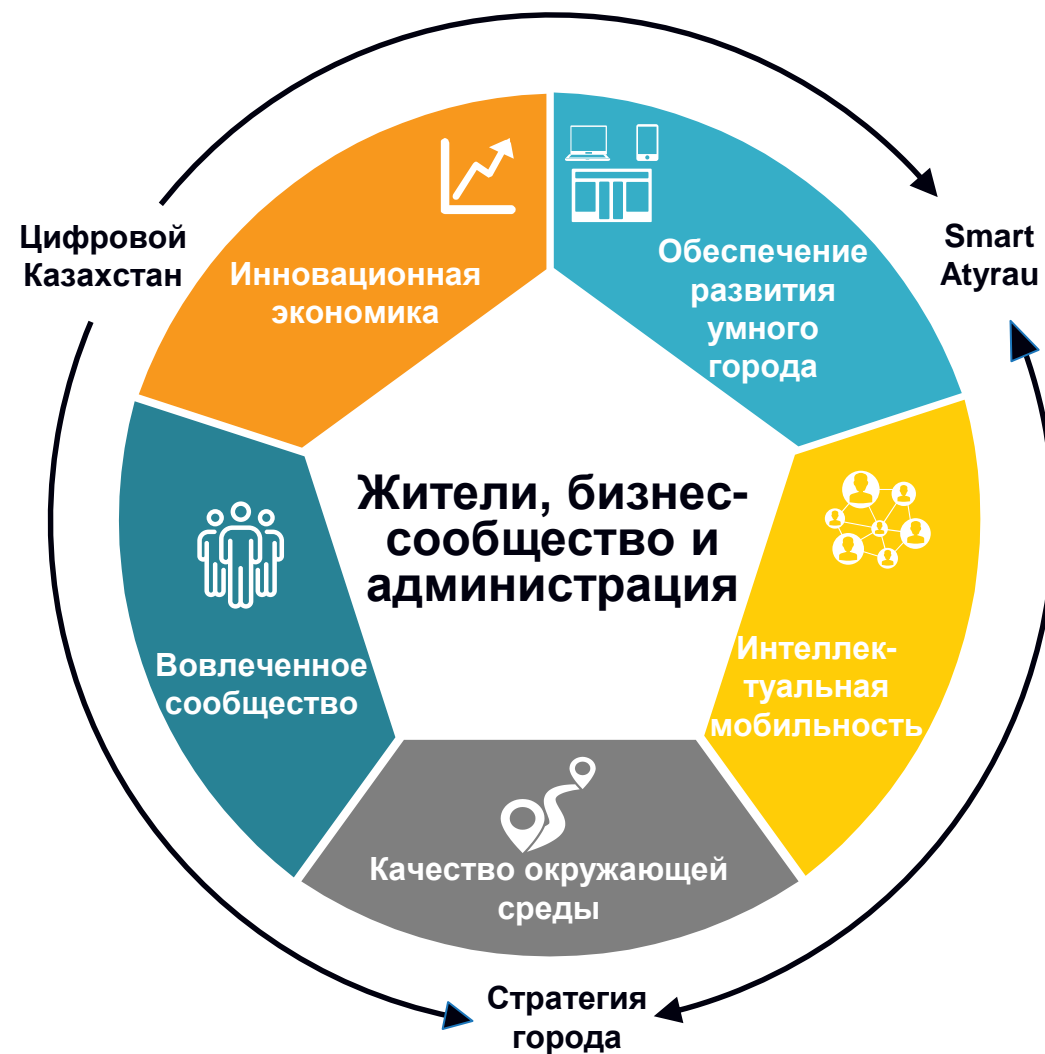 Цифровой
Казахстан
Инновационная
экономика
Обеспечение
развития
умного
города
Smart
Atyrau
Жители, бизнес-
сообщество и
администрация
Вовлеченное
сообщество
Интеллек-
туальная
мобильность
Качество окружающей
среды
Стратегия
города